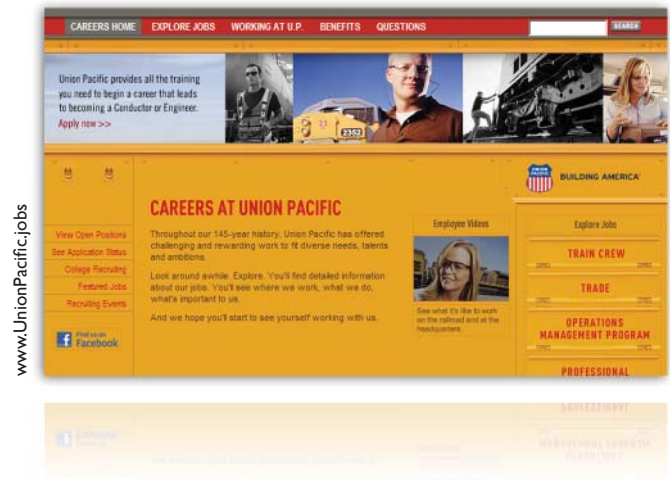 CAREERS HOME EXPLORE JOBS WORKING AT U.P. BENEFITS QUESTIONS SEARCH
Union Pacific provides all the training
you need to begin a career that leads
to becoming a Conductor or Engineer.
Apply now >>
2352
UNION
PACIFIC
BUILDING AMERICA®
www.UnionPacific.jobs
View Open Positions
See Application Status
College Recruiting
Featured Jobs
Recruiting Events
Find us on
Facebook
CAREERS AT UNION PACIFIC
Throughout our 145-year history, Union Pacific has offered
challenging and rewarding work to fit diverse needs, talents
and ambitions.
Look around awhile. Explore. You'll find detailed information
about our jobs. You'll see where we work, what we do,
what's important to us.
And we hope you'll start to see yourself working with us.
Employee Videos
See what it's like to work
on the railroad and at the
headquarters.
Explore Jobs
TRAIN CREW
TRADE
OPERATIONS
MANAGEMENT PROGRAM
PROFESSIONAL